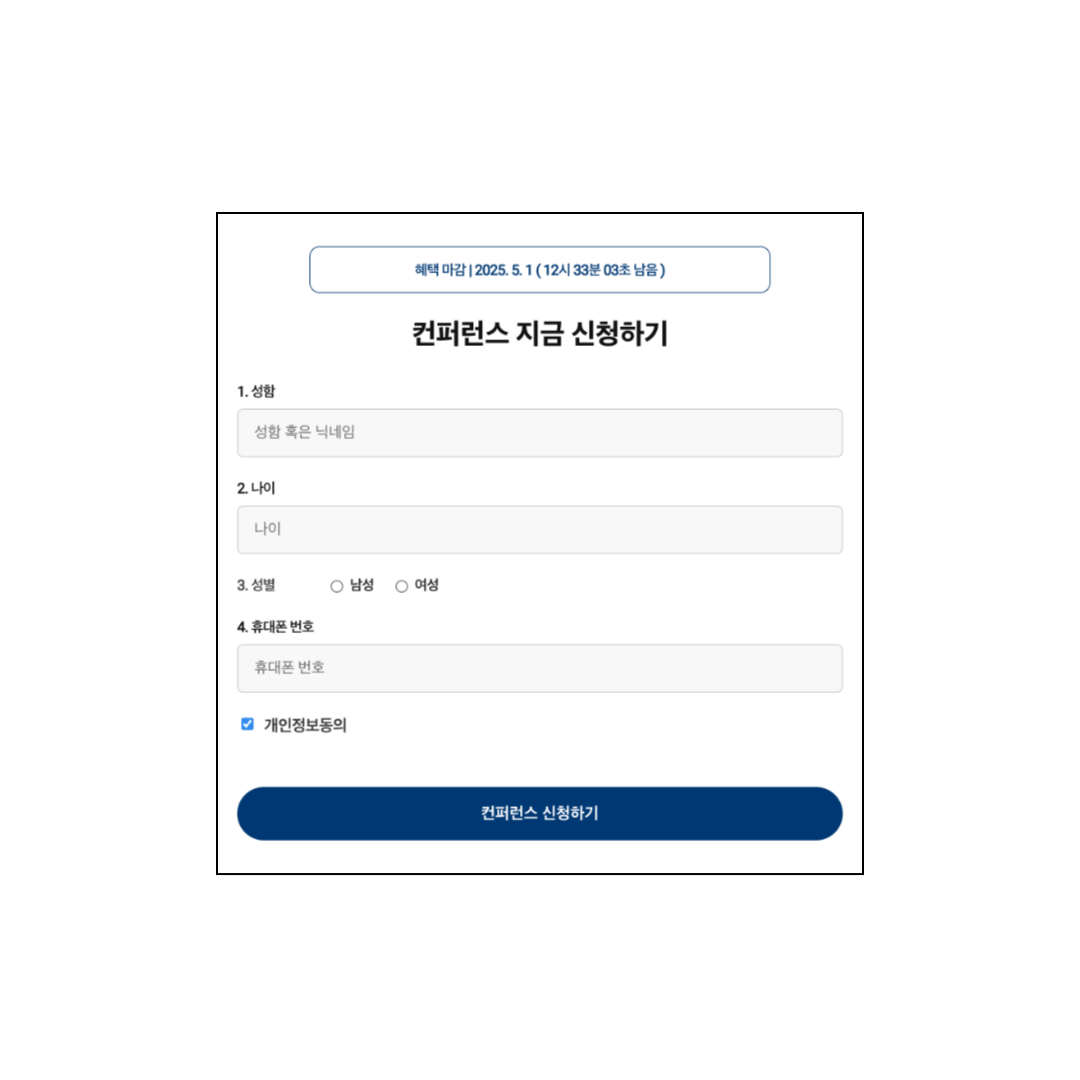 혜택 마감 | 2025. 5. 1 ( 12시 33분 03초 남음 )
컨퍼런스 지금 신청하기
1. 성함
성함 혹은 닉네임
2. 나이
나이
3. 성별 남성 여성
4. 휴대폰 번호
휴대폰 번호
개인정보동의
컨퍼런스 신청하기